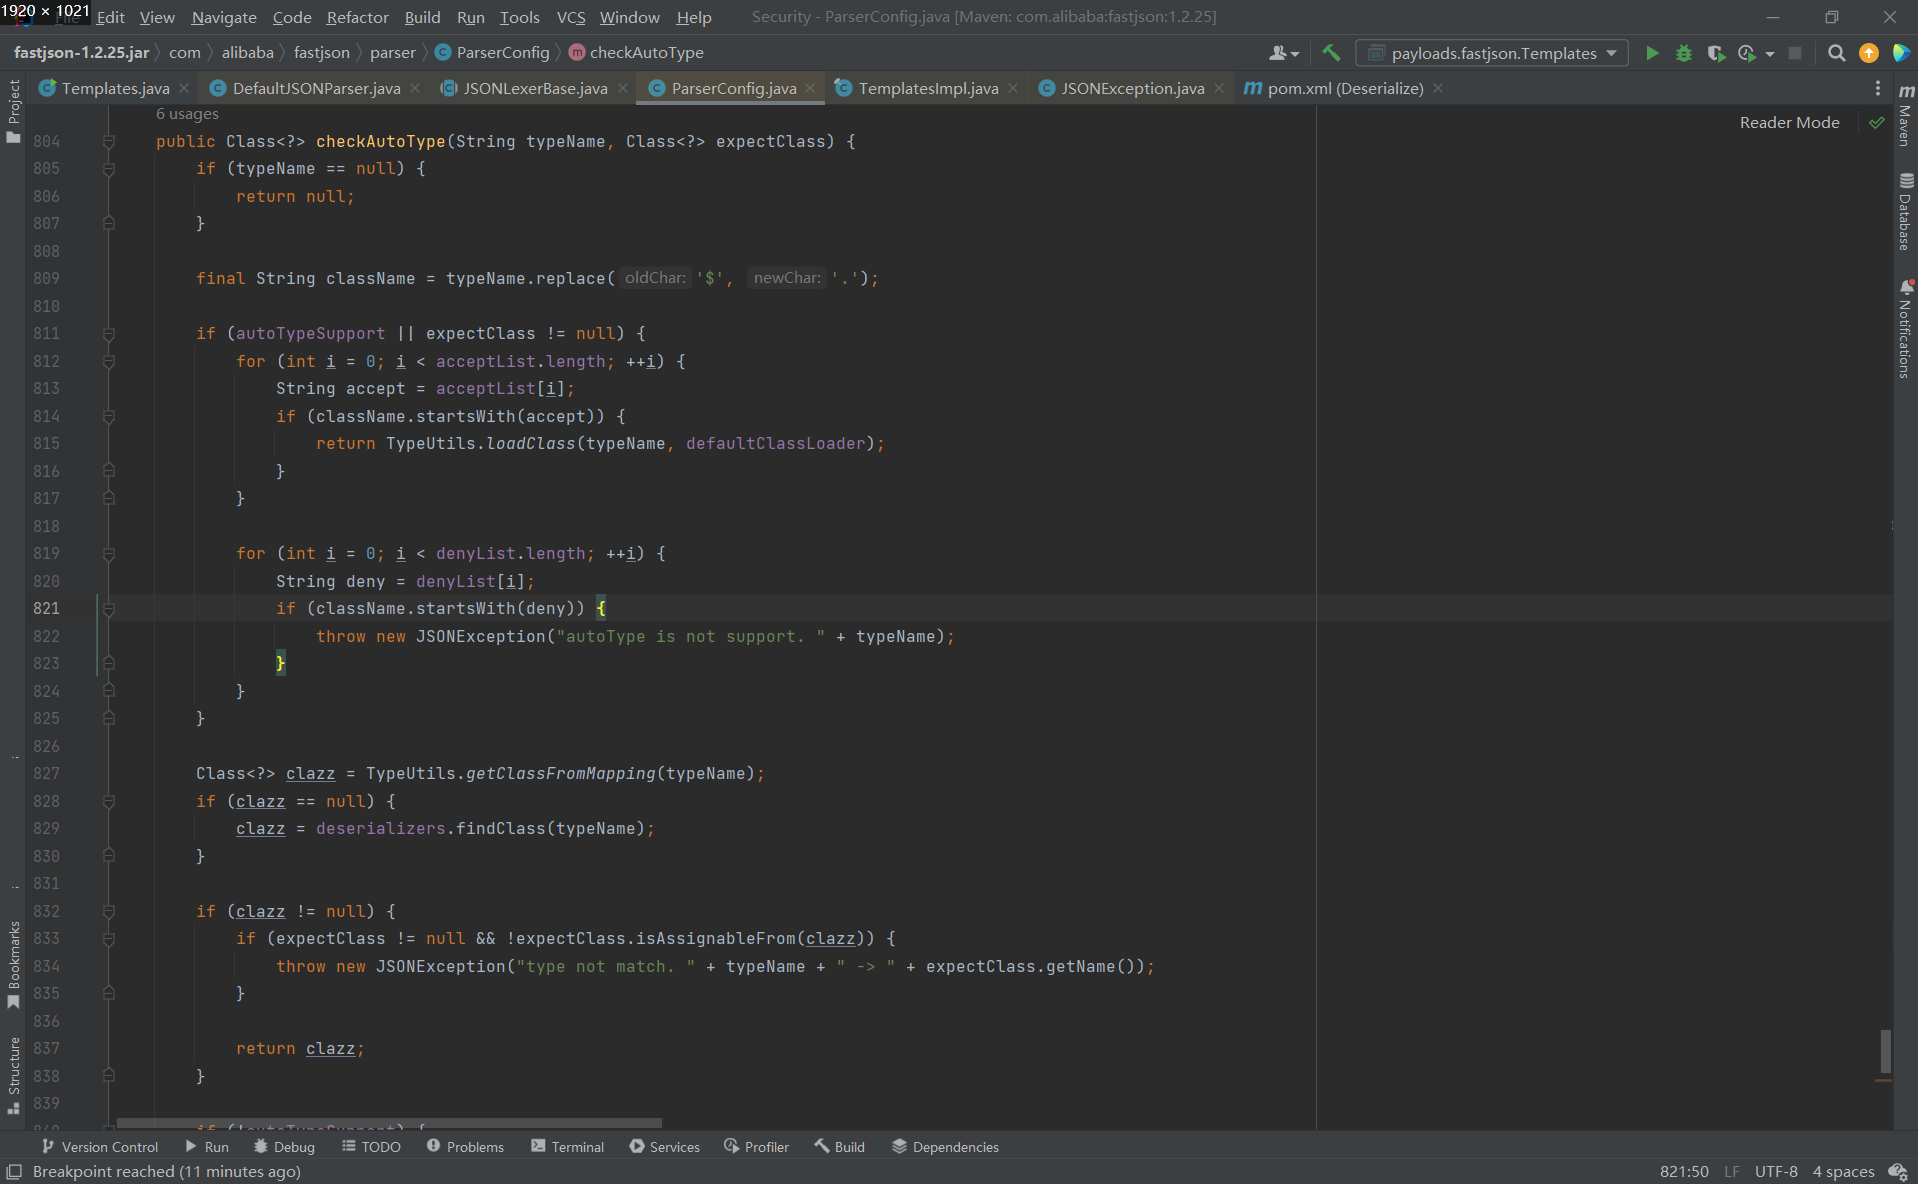 1920 × 1021
Edit View Navigate Code Refactor Build Run Tools VCS Window Help Security - ParserConfig.java [Maven: com.alibaba:fastjson:1.2.25]
fastjson-1.2.25.jar com alibaba fastjson parser ParserConfig checkAutoType payloads.fastjson.Templates
Templates.java DefaultJSONParser.java JSONLexerBase.java ParserConfig.java TemplatesImpl.java JSONException.java pom.xml (Deserialize)
Project
Bookmarks
Structure
Maven
Database
Notifications
Reader Mode
6 usages
804 public Class<?> checkAutoType(String typeName, Class<?> expectClass) {
805 if (typeName == null) {
806 return null;
807 }
808
809 final String className = typeName.replace( oldChar: '$', newChar: '.');
810
811 if (autoTypeSupport || expectClass != null) {
812 for (int i = 0; i < acceptList.length; ++i) {
813 String accept = acceptList[i];
814 if (className.startsWith(accept)) {
815 return TypeUtils.loadClass(typeName, defaultClassLoader);
816 }
817 }
818
819 for (int i = 0; i < denyList.length; ++i) {
820 String deny = denyList[i];
821 if (className.startsWith(deny)) {
822 throw new JSONException("autoType is not support. " + typeName);
823 }
824 }
825 }
826
827 Class<?> clazz = TypeUtils.getClassFromMapping(typeName);
828 if (clazz == null) {
829 clazz = deserializers.findClass(typeName);
830 }
831
832 if (clazz != null) {
833 if (expectClass != null && !expectClass.isAssignableFrom(clazz)) {
834 throw new JSONException("type not match. " + typeName + " -> " + expectClass.getName());
835 }
836
837 return clazz;
838 }
839
840 if (!autoTypeSupport) {
Version Control Run Debug TODO Problems Terminal Services Profiler Build Dependencies
Breakpoint reached (11 minutes ago) 821:50 LF UTF-8 4 spaces